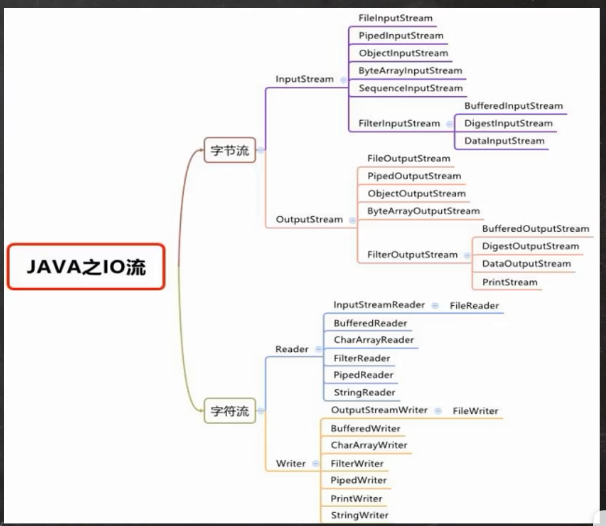 JAVA之IO流
字节流
InputStream
FileInputStream
PipedInputStream
ObjectInputStream
ByteArrayInputStream
SequenceInputStream
FilterInputStream
BufferedInputStream
DigestInputStream
DataInputStream
OutputStream
FileOutputStream
PipedOutputStream
ObjectOutputStream
ByteArrayOutputStream
FilterOutputStream
BufferedOutputStream
DigestOutputStream
DataOutputStream
PrintStream
字符流
Reader
InputStreamReader
FileReader
BufferedReader
CharArrayReader
FilterReader
PipedReader
StringReader
Writer
OutputStreamWriter
FileWriter
BufferedWriter
CharArrayWriter
FilterWriter
PipedWriter
PrintWriter
StringWriter